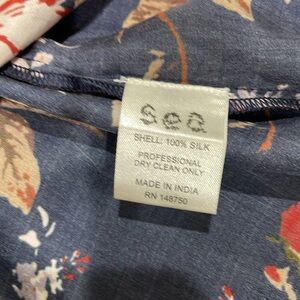 Sea
SHELL: 100% SILK
PROFESSIONAL
DRY CLEAN ONLY
MADE IN INDIA
RN 148750